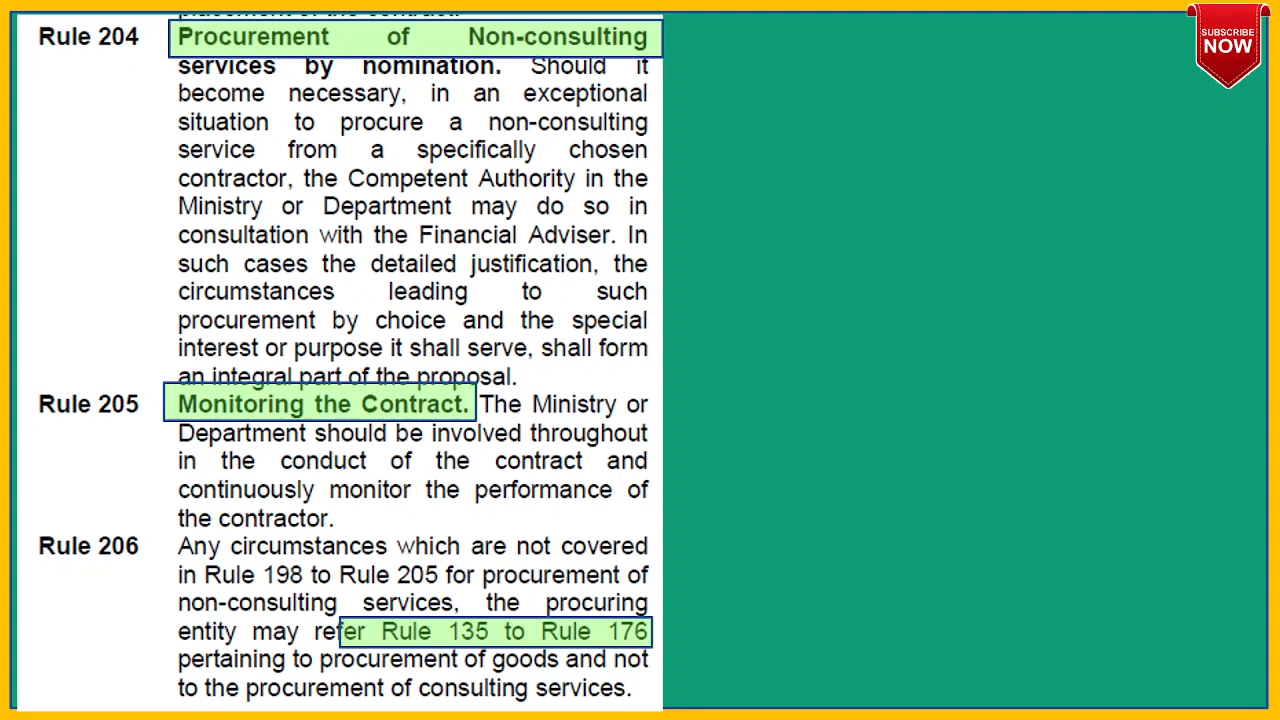 placement of the contract.
Rule 204 Procurement of Non-consulting
services by nomination. Should it
become necessary, in an exceptional
situation to procure a non-consulting
service from a specifically chosen
contractor, the Competent Authority in the
Ministry or Department may do so in
consultation with the Financial Adviser. In
such cases the detailed justification, the
circumstances leading to such
procurement by choice and the special
interest or purpose it shall serve, shall form
an integral part of the proposal.
Rule 205 Monitoring the Contract. The Ministry or
Department should be involved throughout
in the conduct of the contract and
continuously monitor the performance of
the contractor.
Rule 206 Any circumstances which are not covered
in Rule 198 to Rule 205 for procurement of
non-consulting services, the procuring
entity may refer Rule 135 to Rule 176
pertaining to procurement of goods and not
to the procurement of consulting services.
SUBSCRIBE
NOW